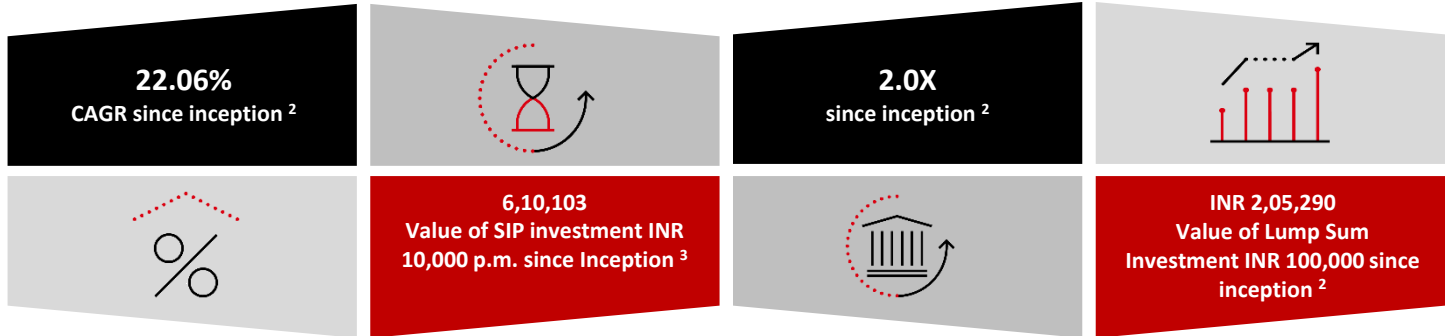 22.06%
CAGR since inception ²
2.0X
since inception ²
6,10,103
Value of SIP investment INR
10,000 p.m. since Inception ³
INR 2,05,290
Value of Lump Sum
Investment INR 100,000 since
inception ²